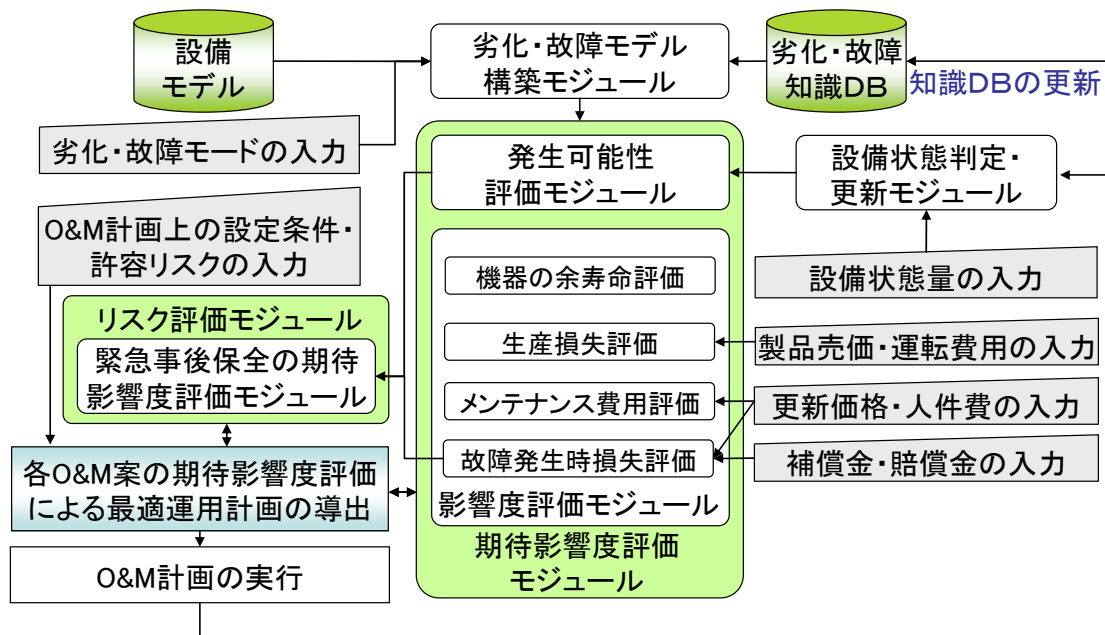 設備
モデル
劣化・故障モデル
構築モジュール
劣化・故障
知識DB
知識DBの更新
劣化・故障モードの入力
発生可能性
評価モジュール
設備状態判定・
更新モジュール
O&M計画上の設定条件・
許容リスクの入力
機器の余寿命評価
設備状態量の入力
リスク評価モジュール
緊急事後保全の期待
影響度評価モジュール
生産損失評価
製品売価・運転費用の入力
メンテナンス費用評価
更新価格・人件費の入力
故障発生時損失評価
補償金・賠償金の入力
各O&M案の期待影響度評価
による最適運用計画の導出
影響度評価モジュール
期待影響度評価
モジュール
O&M計画の実行